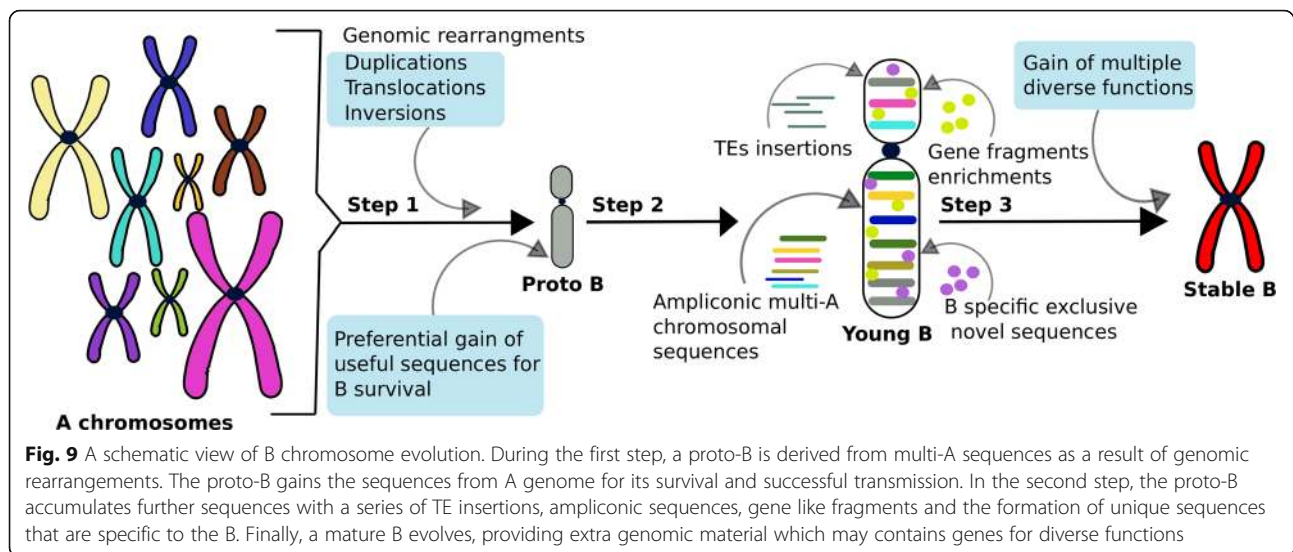 Genomic rearrangments
Duplications
Translocations
Inversions
Step 1
Preferential gain of
useful sequences for
B survival
A chromosomes
Proto B
Step 2
TEs insertions
Gene fragments
enrichments
Ampliconic multi-A
chromosomal
sequences
Young B
B specific exclusive
novel sequences
Step 3
Gain of multiple
diverse functions
Stable B
Fig. 9 A schematic view of B chromosome evolution. During the first step, a proto-B is derived from multi-A sequences as a result of genomic
rearrangements. The proto-B gains the sequences from A genome for its survival and successful transmission. In the second step, the proto-B
accumulates further sequences with a series of TE insertions, ampliconic sequences, gene like fragments and the formation of unique sequences
that are specific to the B. Finally, a mature B evolves, providing extra genomic material which may contains genes for diverse functions